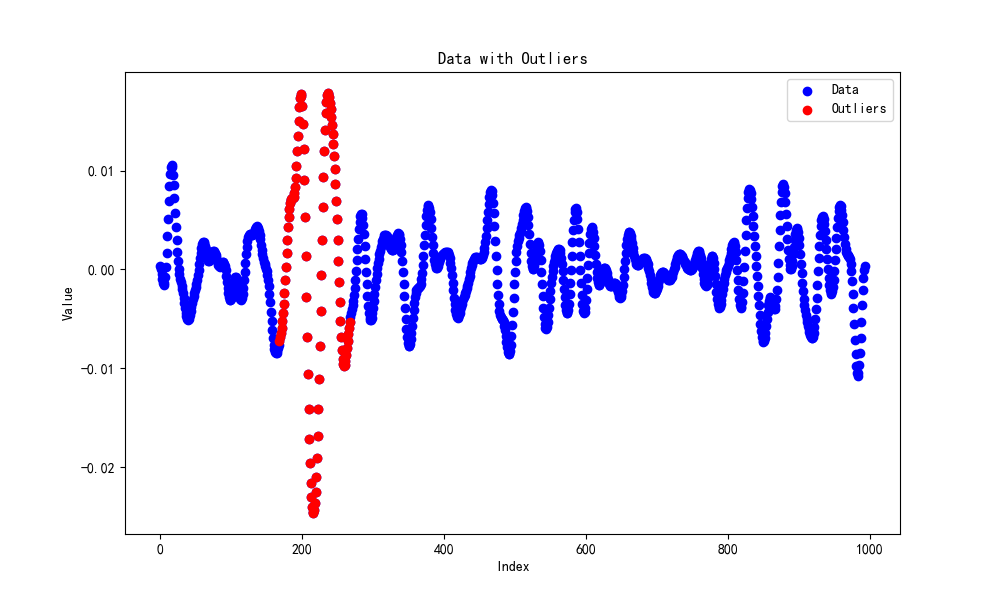 Data with Outliers
Data
Outliers
0.01
0.00
-0.01
-0.02
Value
0
200
400
600
800
1000
Index